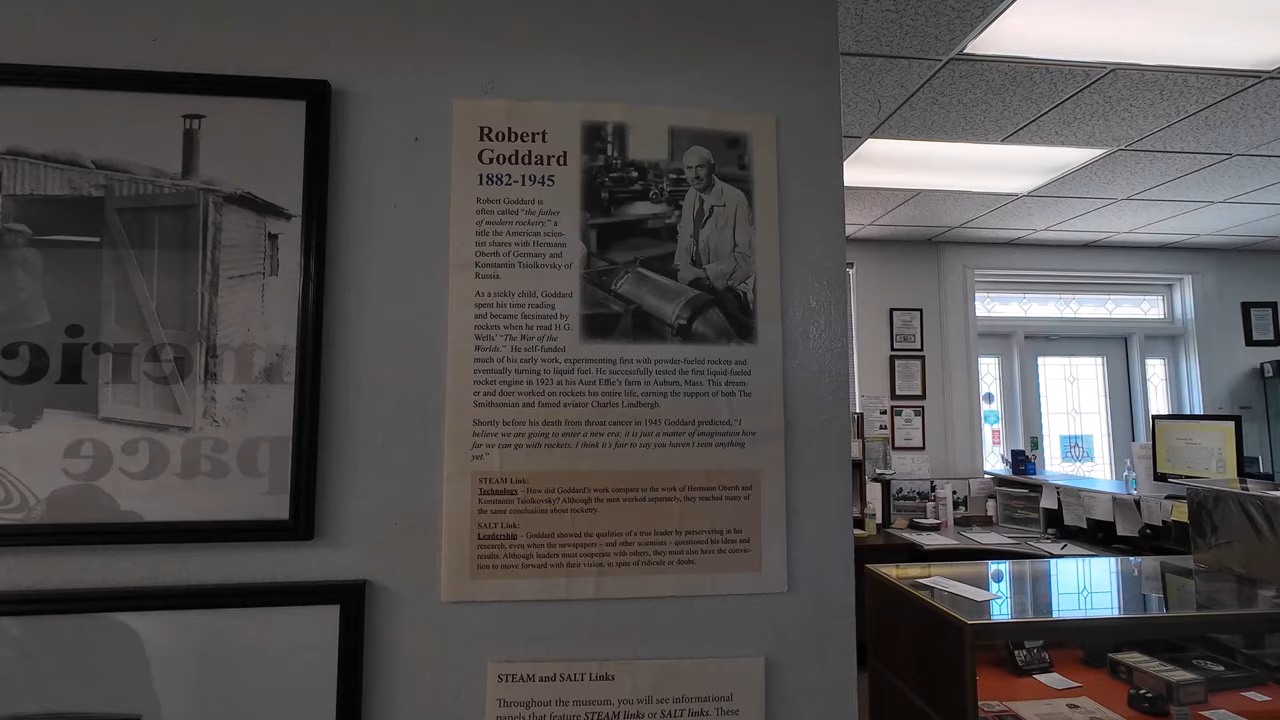 Robert
Goddard
1882-1945
Robert Goddard is
often called “the father
of modern rocketry,” a
title the American scien-
tist shares with Hermann
Oberth of Germany and
Konstantin Tsiolkovsky of
Russia.
As a sickly child, Goddard
spent his time reading
and became facsinated by
rockets when he read H.G.
Wells’ “The War of the
Worlds.” He self-funded
much of his early work, experimenting first with powder-fueled rockets and
eventually turning to liquid fuel. He successfully tested the first liquid-fueled
rocket engine in 1923 at his Aunt Effie’s farm in Auburn, Mass. This dream-
er and doer worked on rockets his entire life, earning the support of both The
Smithsonian and famed aviator Charles Lindbergh.
Shortly before his death from throat cancer in 1945 Goddard predicted, “I
believe we are going to enter a new era; it is just a matter of imagination how
far we can go with rockets. I think it’s fair to say you haven’t seen anything
yet.”
STEAM Link:
Technology – How did Goddard’s work compare to the work of Hermann Oberth and
Konstantin Tsiolkovsky? Although the men worked separasly, they reached many of
the same conclusions about rocketry.
SALT Link:
Leadership – Goddard showed the qualities of a true leader by persevering in his
research, even when the newspapers – and other scientists – questioned his ideas and
results. Although leaders must cooperate with others, they must also have the convic-
tion to move forward with their vision, in spite of ridicule or doubt.
STEAM and SALT Links
Throughout the museum, you will see informational
panels that feature STEAM links or SALT links. These
meric
pace